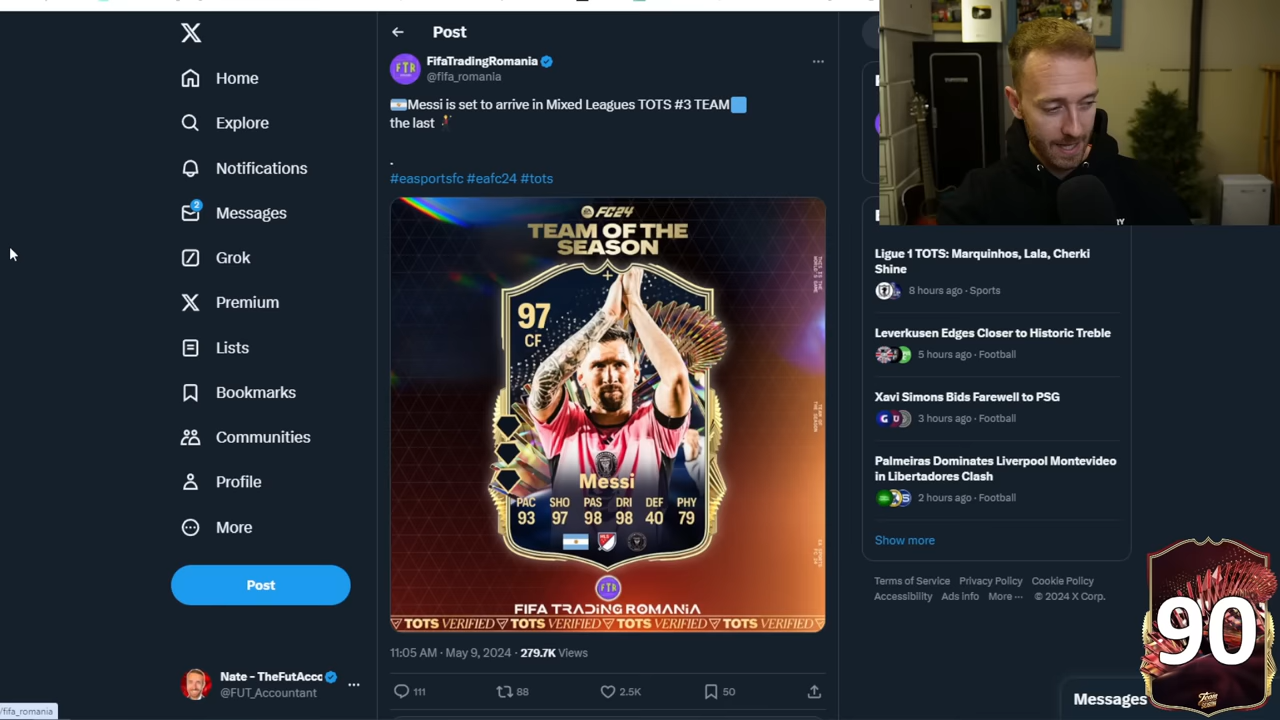 Post
FifaTradingRomania
@fifa_romania
Messi is set to arrive in Mixed Leagues TOTS #3 TEAM
the last
.
#easportsfc #eafc24 #tots
FC24
TEAM OF THE
SEASON
97
CF
Messi
PAC SHO PAS DRI DEF PHY
93 97 98 98 40 79
FTR
FIFA TRADING ROMANIA
TOTS VERIFIED TOTS VERIFIED TOTS VERIFIED TOTS
11:05 AM · May 9, 2024 · 279.7K Views
111 88 2.5K 50
Home
Explore
Notifications
2
Messages
Grok
Premium
Lists
Bookmarks
Communities
Profile
More
Post
Nate - TheFutAcc
@FUT_Accountant
/fifa_romania
Ligue 1 TOTS: Marquinhos, Lala, Cherki
Shine
8 hours ago · Sports
Leverkusen Edges Closer to Historic Treble
5 hours ago · Football
Xavi Simons Bids Farewell to PSG
3 hours ago · Football
Palmeiras Dominates Liverpool Montevideo
in Libertadores Clash
2 hours ago · Football
Show more
Terms of Service Privacy Policy Cookie Policy
Accessibility Ads info More ··· © 2024 X Corp.
Messages
90